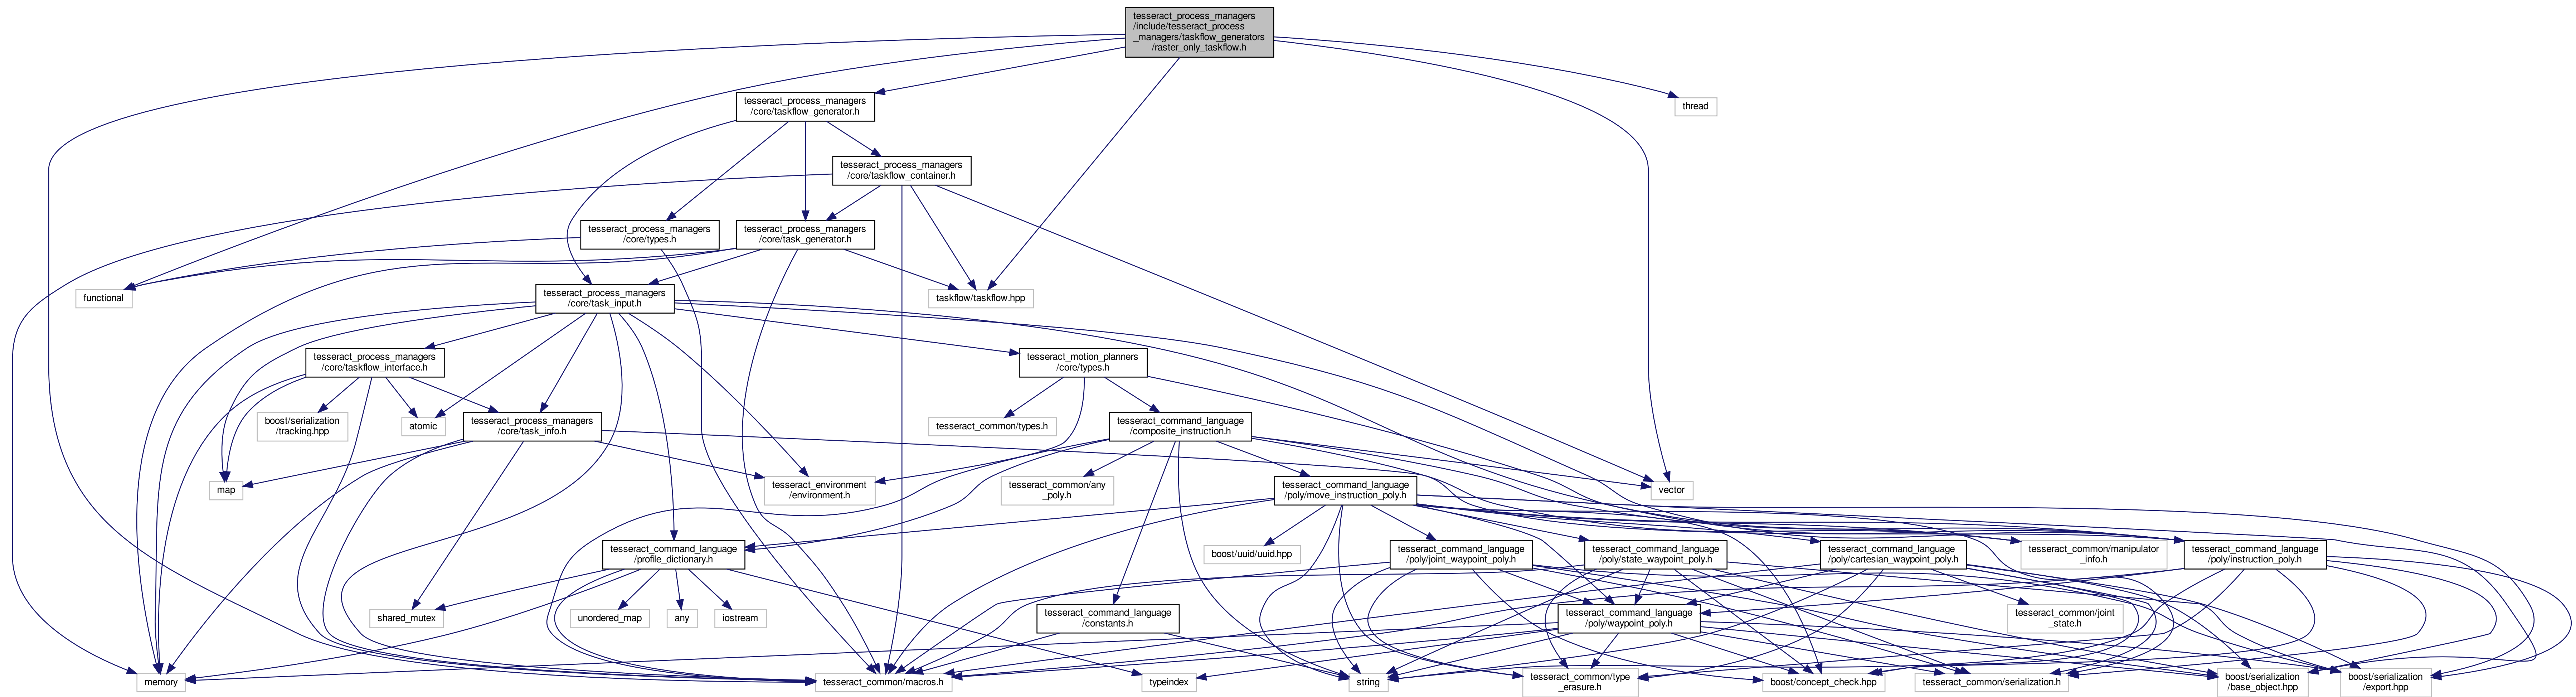 tesseract_process_managers
/include/tesseract_process
_managers/taskflow_generators
/raster_only_taskflow.h
tesseract_process_managers
/core/taskflow_generator.h
thread
tesseract_process_managers
/core/taskflow_container.h
tesseract_process_managers
/core/types.h
tesseract_process_managers
/core/task_generator.h
functional
tesseract_process_managers
/core/task_input.h
taskflow/taskflow.hpp
tesseract_process_managers
/core/taskflow_interface.h
tesseract_motion_planners
/core/types.h
boost/serialization
/tracking.hpp
atomic
tesseract_process_managers
/core/task_info.h
tesseract_common/types.h
tesseract_command_language
/composite_instruction.h
map
tesseract_environment
/environment.h
tesseract_common/any
_poly.h
tesseract_command_language
/poly/move_instruction_poly.h
vector
tesseract_command_language
/profile_dictionary.h
boost/uuid/uuid.hpp
tesseract_command_language
/poly/joint_waypoint_poly.h
tesseract_command_language
/poly/state_waypoint_poly.h
tesseract_command_language
/poly/cartesian_waypoint_poly.h
tesseract_common/manipulator
_info.h
tesseract_command_language
/poly/instruction_poly.h
shared_mutex
unordered_map
any
iostream
tesseract_command_language
/constants.h
tesseract_command_language
/poly/waypoint_poly.h
tesseract_common/joint
_state.h
memory
tesseract_common/macros.h
typeindex
string
tesseract_common/type
_erasure.h
boost/concept_check.hpp
tesseract_common/serialization.h
boost/serialization
/base_object.hpp
boost/serialization
/export.hpp